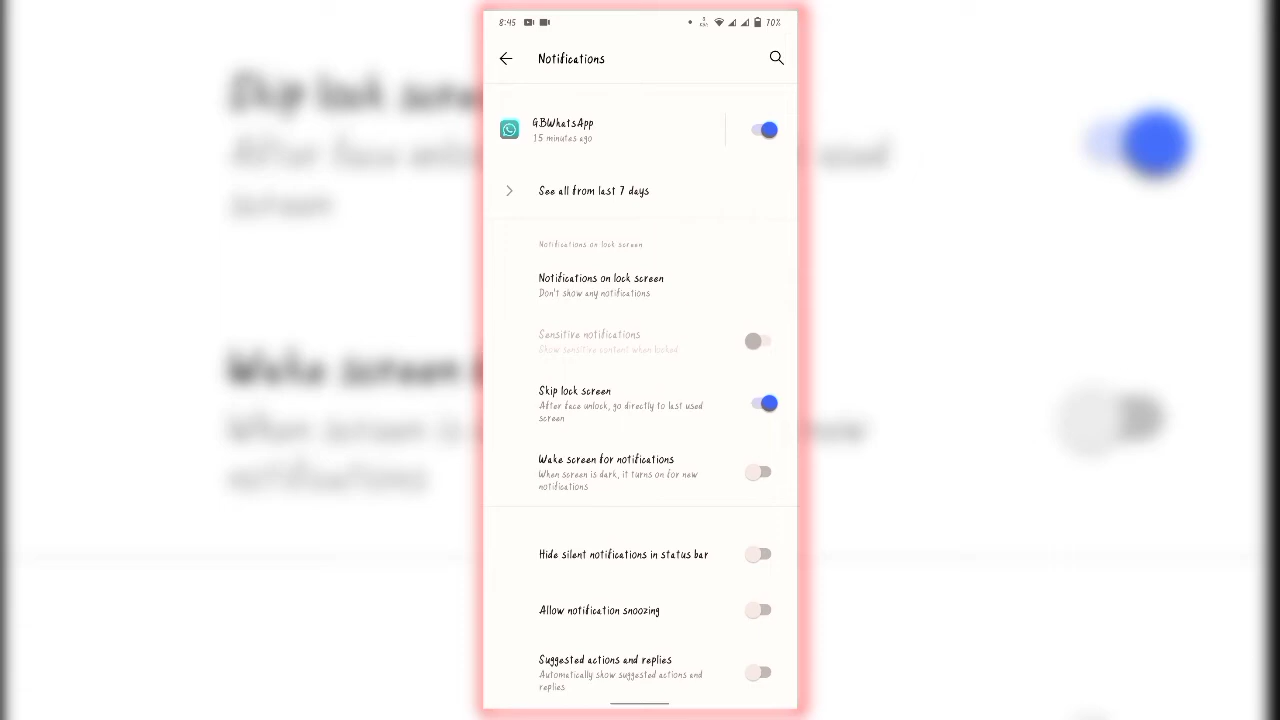 8:45
70%
Notifications
GBWhatsApp
15 minutes ago
See all from last 7 days
Notifications on lock screen
Notifications on lock screen
Don't show any notifications
Sensitive notifications
Show sensitive content when locked
Skip lock screen
After face unlock, go directly to last used
screen
Wake screen for notifications
When screen is dark, it turns on for new
notifications
Hide silent notifications in status bar
Allow notification snoozing
Suggested actions and replies
Automatically show suggested actions and
replies